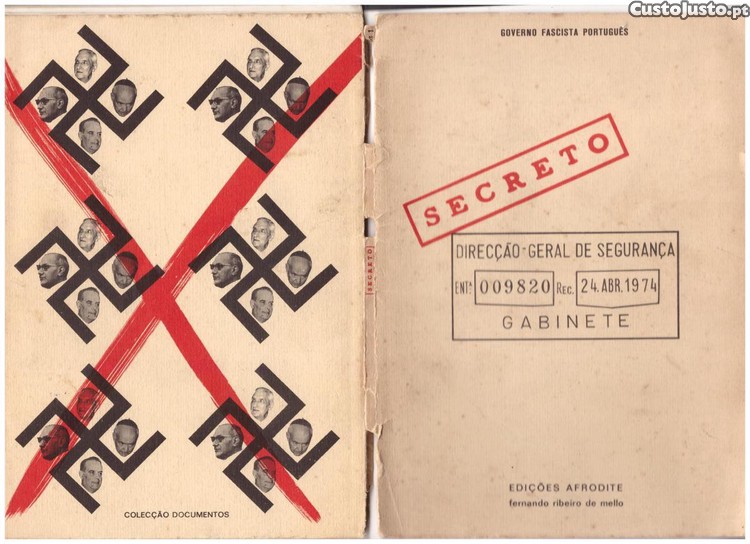 CustoJusto.pt
COLECÇÃO DOCUMENTOS
SECRETO
GOVERNO FASCISTA PORTUGUÊS
SECRETO
DIRECÇÃO-GERAL DE SEGURANÇA
ENTª 009820 REC. 24. ABR. 1974
GABINETE
EDIÇÕES AFRODITE
fernando ribeiro de mello